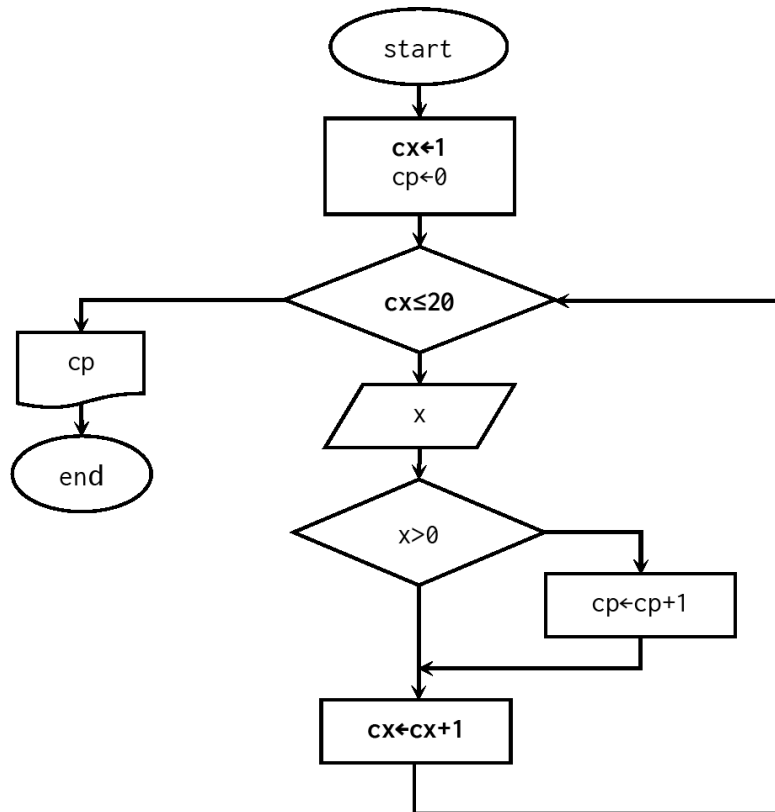 start
cx←1
cp←0
cx≤20
cp
x
end
x>0
cp←cp+1
cx←cx+1